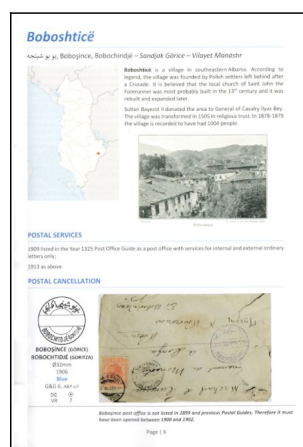 Boboshticë
بوبوشتيجه, Boboşince, Bobochindjé – Sandjak Görice – Vilayet Manastır
Boboshticë is a village in southeastern Albania. According to
legend, the village was founded by Polish settlers left behind after
a Crusade. It is believed that the local church of Saint John the
Forerunner was most probably built in the 13th century and it was
rebuilt and expanded later.
Sultan Bayezid II donated the area to General of Cavalry Ilyas Bey.
The village was transformed in 1505 in religious trust. In 1878-1879
the village is recorded to have had 1004 people.
POSTAL SERVICES
1909 listed in the Year 1325 Post Office Guide as a post office with services for internal and external ordinary
letters only;
1913 as above.
POSTAL CANCELLATION
BOBOŞİNCE (GÖRİCE)
BOBOCHTIDJÉ (GORITZA)
Ø32mm
1906
Blue
Boboşince post office is not listed in 1899 and previous Postal Guides. Therefore it must
have been opened between 1900 and 1902.